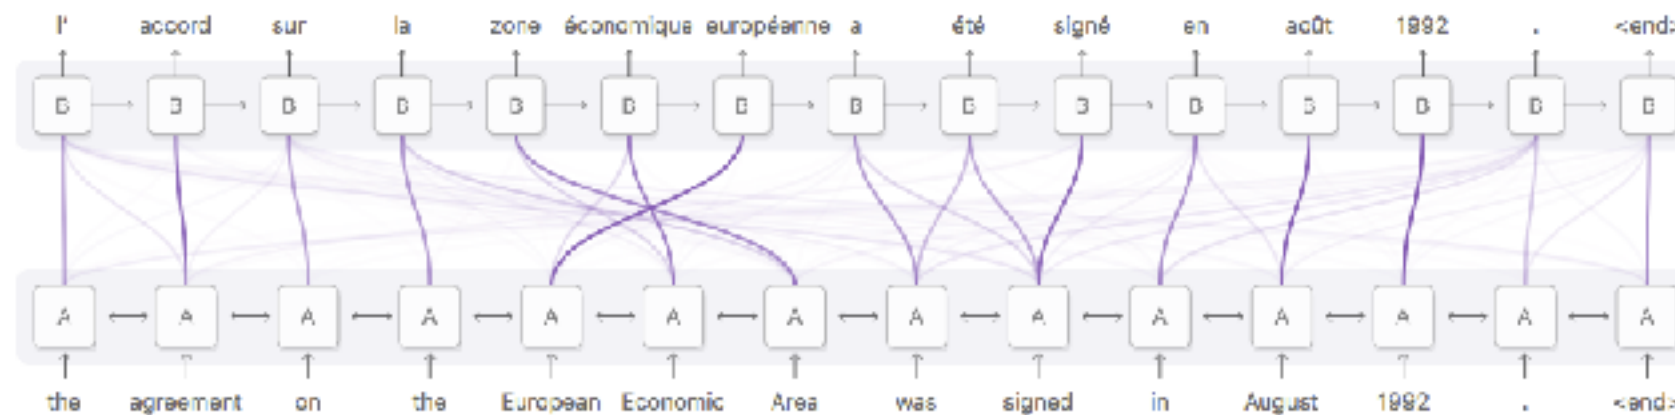 l' accord sur la zone économique européenne a été signé en août 1992 . <end>
B B B B B B B B B B B B B B B
A A A A A A A A A A A A A A
the agreement on the European Economic Area was signed in August 1992 . <end>